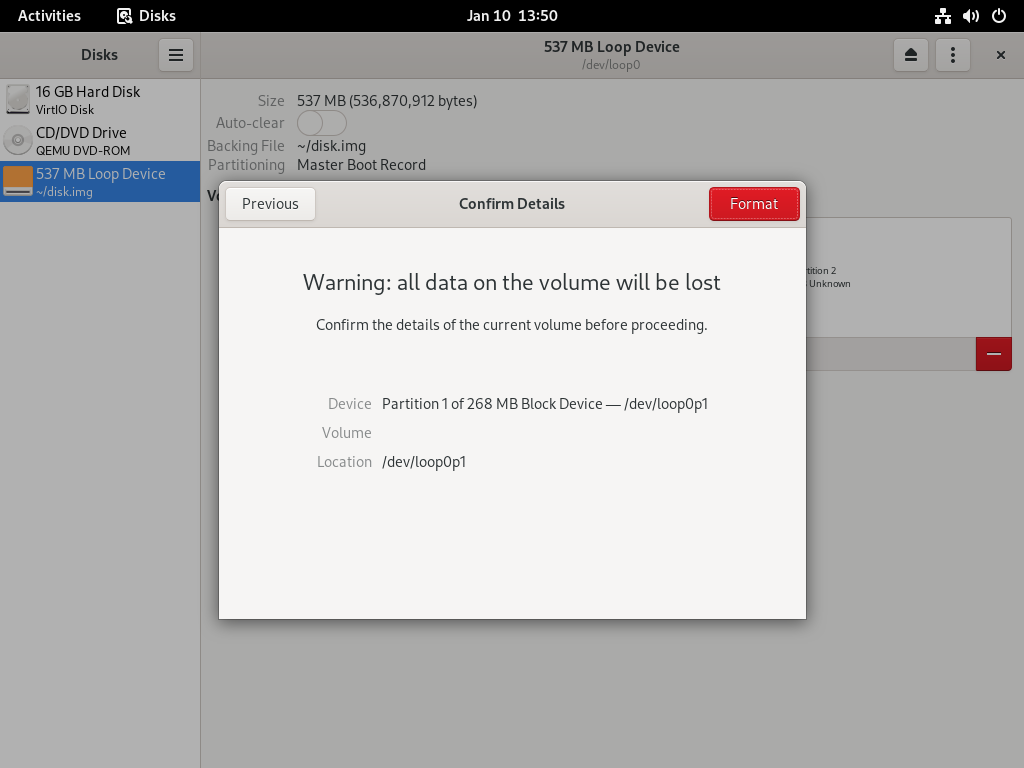 Activities Disks Jan 10 13:50
Disks
537 MB Loop Device
/dev/loop0
16 GB Hard Disk
VirtIO Disk
CD/DVD Drive
QEMU DVD-ROM
537 MB Loop Device
~/disk.img
Size 537 MB (536,870,912 bytes)
Auto-clear
Backing File ~/disk.img
Partitioning Master Boot Record
Previous Confirm Details Format
Warning: all data on the volume will be lost
Confirm the details of the current volume before proceeding.
Device Partition 1 of 268 MB Block Device — /dev/loop0p1
Volume
Location /dev/loop0p1
2
Unknown